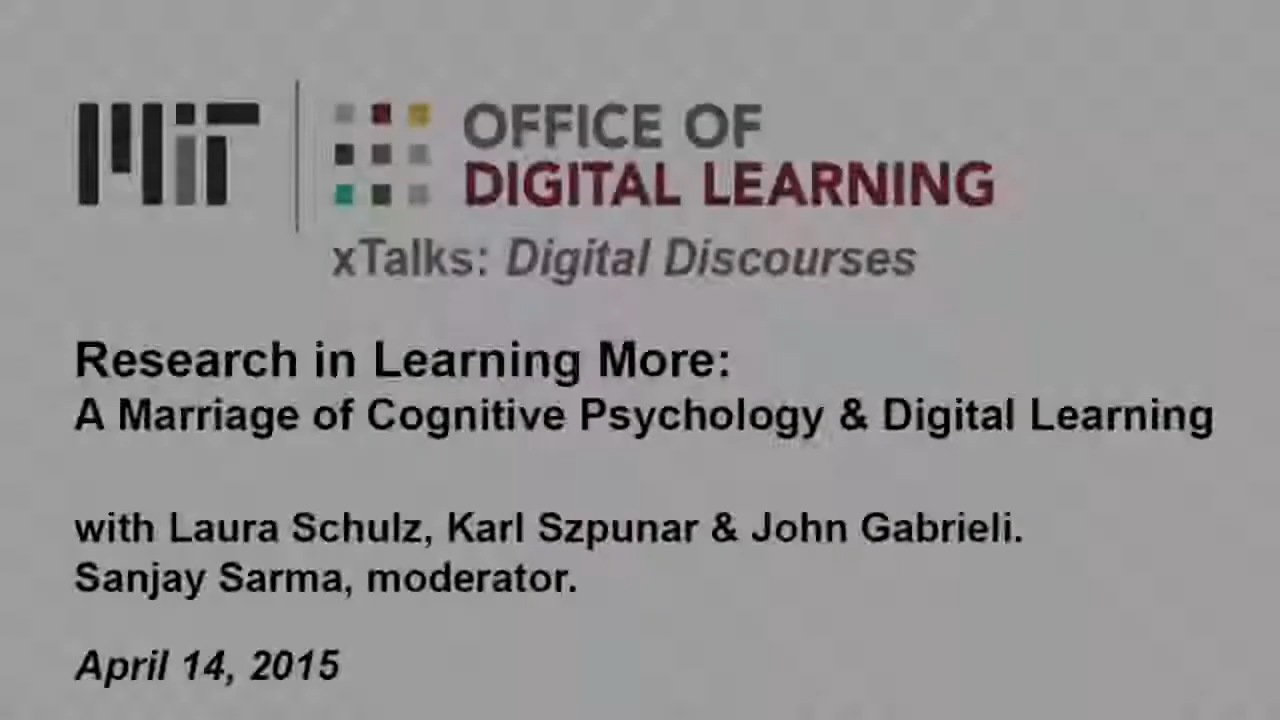 MIT
OFFICE OF
DIGITAL LEARNING
xTalks: Digital Discourses
Research in Learning More:
A Marriage of Cognitive Psychology & Digital Learning
with Laura Schulz, Karl Szpunar & John Gabrieli.
Sanjay Sarma, moderator.
April 14, 2015